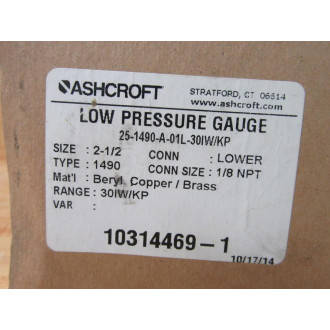 ASHCROFT
STRATFORD, CT 06614
www.ashcroft.com
LOW PRESSURE GAUGE
25-1490-A-01L-30IW/KP
SIZE : 2-1/2 CONN : LOWER
TYPE : 1490 CONN SIZE : 1/8 NPT
Mat'l : Beryl. Copper / Brass
RANGE : 30IW/KP
VAR :
10314469-1
10/17/14